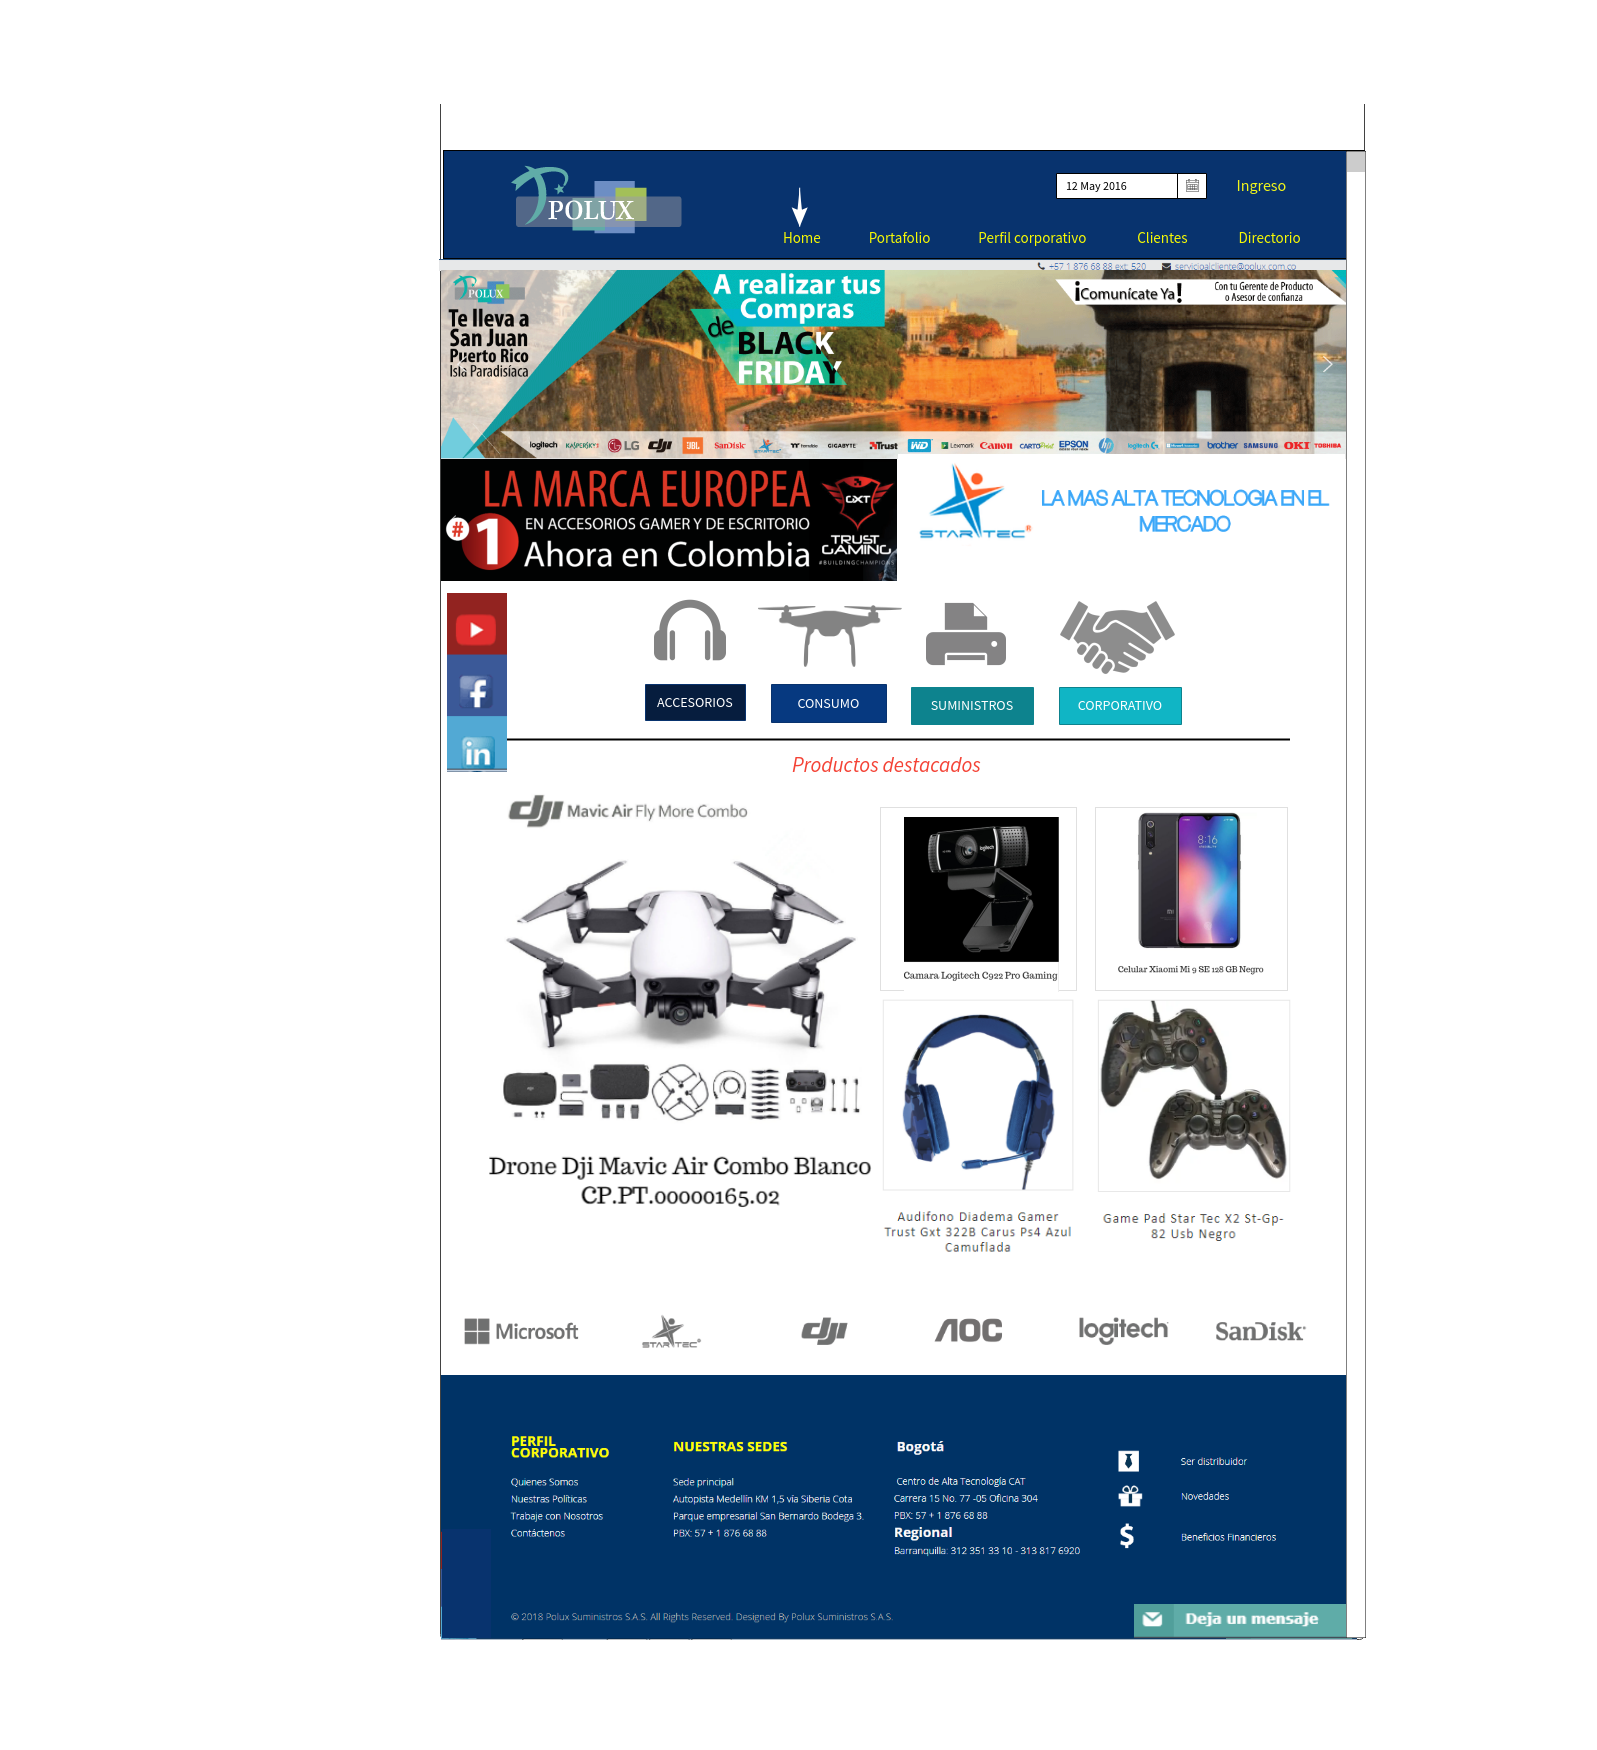 POLUX
12 May 2016
Ingreso
Home
Portafolio
Perfil corporativo
Clientes
Directorio
+57 1 876 68 88 ext: 520
servicioalcliente@polux.com.co
POLUX
Te lleva a
San Juan
Puerto Rico
Isla Paradisíaca
A realizar tus
Compras
de
BLACK
FRIDAY
¡Comunícate Ya!
Con tu Gerente de Producto
o Asesor de confianza
logitech KASPERSKY LG dji JBL SanDisk STAR TEC GIGABYTE Trust WD Lexmark Canon EPSON hp logitech G brother SAMSUNG OKI TOSHIBA
LA MARCA EUROPEA
#1
EN ACCESORIOS GAMER Y DE ESCRITORIO
Ahora en Colombia
GXT
TRUST
GAMING
#BUILDINGCHAMPIONS
STAR TEC®
LA MAS ALTA TECNOLOGIA EN EL
MERCADO
f
in
ACCESORIOS
CONSUMO
SUMINISTROS
CORPORATIVO
Productos destacados
dji Mavic Air Fly More Combo
Drone Dji Mavic Air Combo Blanco
CP.PT.00000165.02
logitech
Camara Logitech C922 Pro Gaming
8:16
Celular Xiaomi Mi 9 SE 128 GB Negro
Audifono Diadema Gamer
Trust Gxt 322B Carus Ps4 Azul
Camuflada
Game Pad Star Tec X2 St-Gp-
82 Usb Negro
Microsoft
STAR TEC®
dji
AOC
logitech
SanDisk
PERFIL
CORPORATIVO
Quienes Somos
Nuestras Políticas
Trabaje con Nosotros
Contáctenos
NUESTRAS SEDES
Sede principal
Autopista Medellín KM 1,5 vía Siberia Cota
Parque empresarial San Bernardo Bodega 3.
PBX: 57 + 1 876 68 88
Bogotá
Centro de Alta Tecnología CAT
Carrera 15 No. 77 -05 Oficina 304
PBX: 57 + 1 876 68 88
Regional
Barranquilla: 312 351 33 10 - 313 817 6920
Ser distribuidor
Novedades
$
Beneficios Financieros
© 2018 Polux Suministros S.A.S. All Rights Reserved. Designed By Polux Suministros S.A.S.
Deja un mensaje